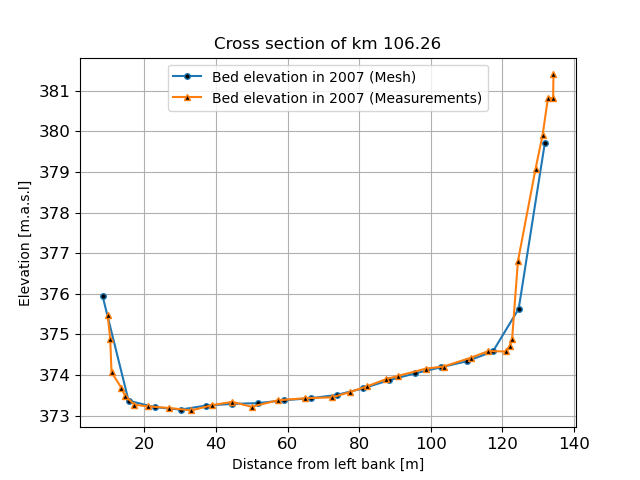 Cross section of km 106.26
Bed elevation in 2007 (Mesh)
Bed elevation in 2007 (Measurements)
Elevation [m.a.s.l]
381
380
379
378
377
376
375
374
373
20 40 60 80 100 120 140
Distance from left bank [m]